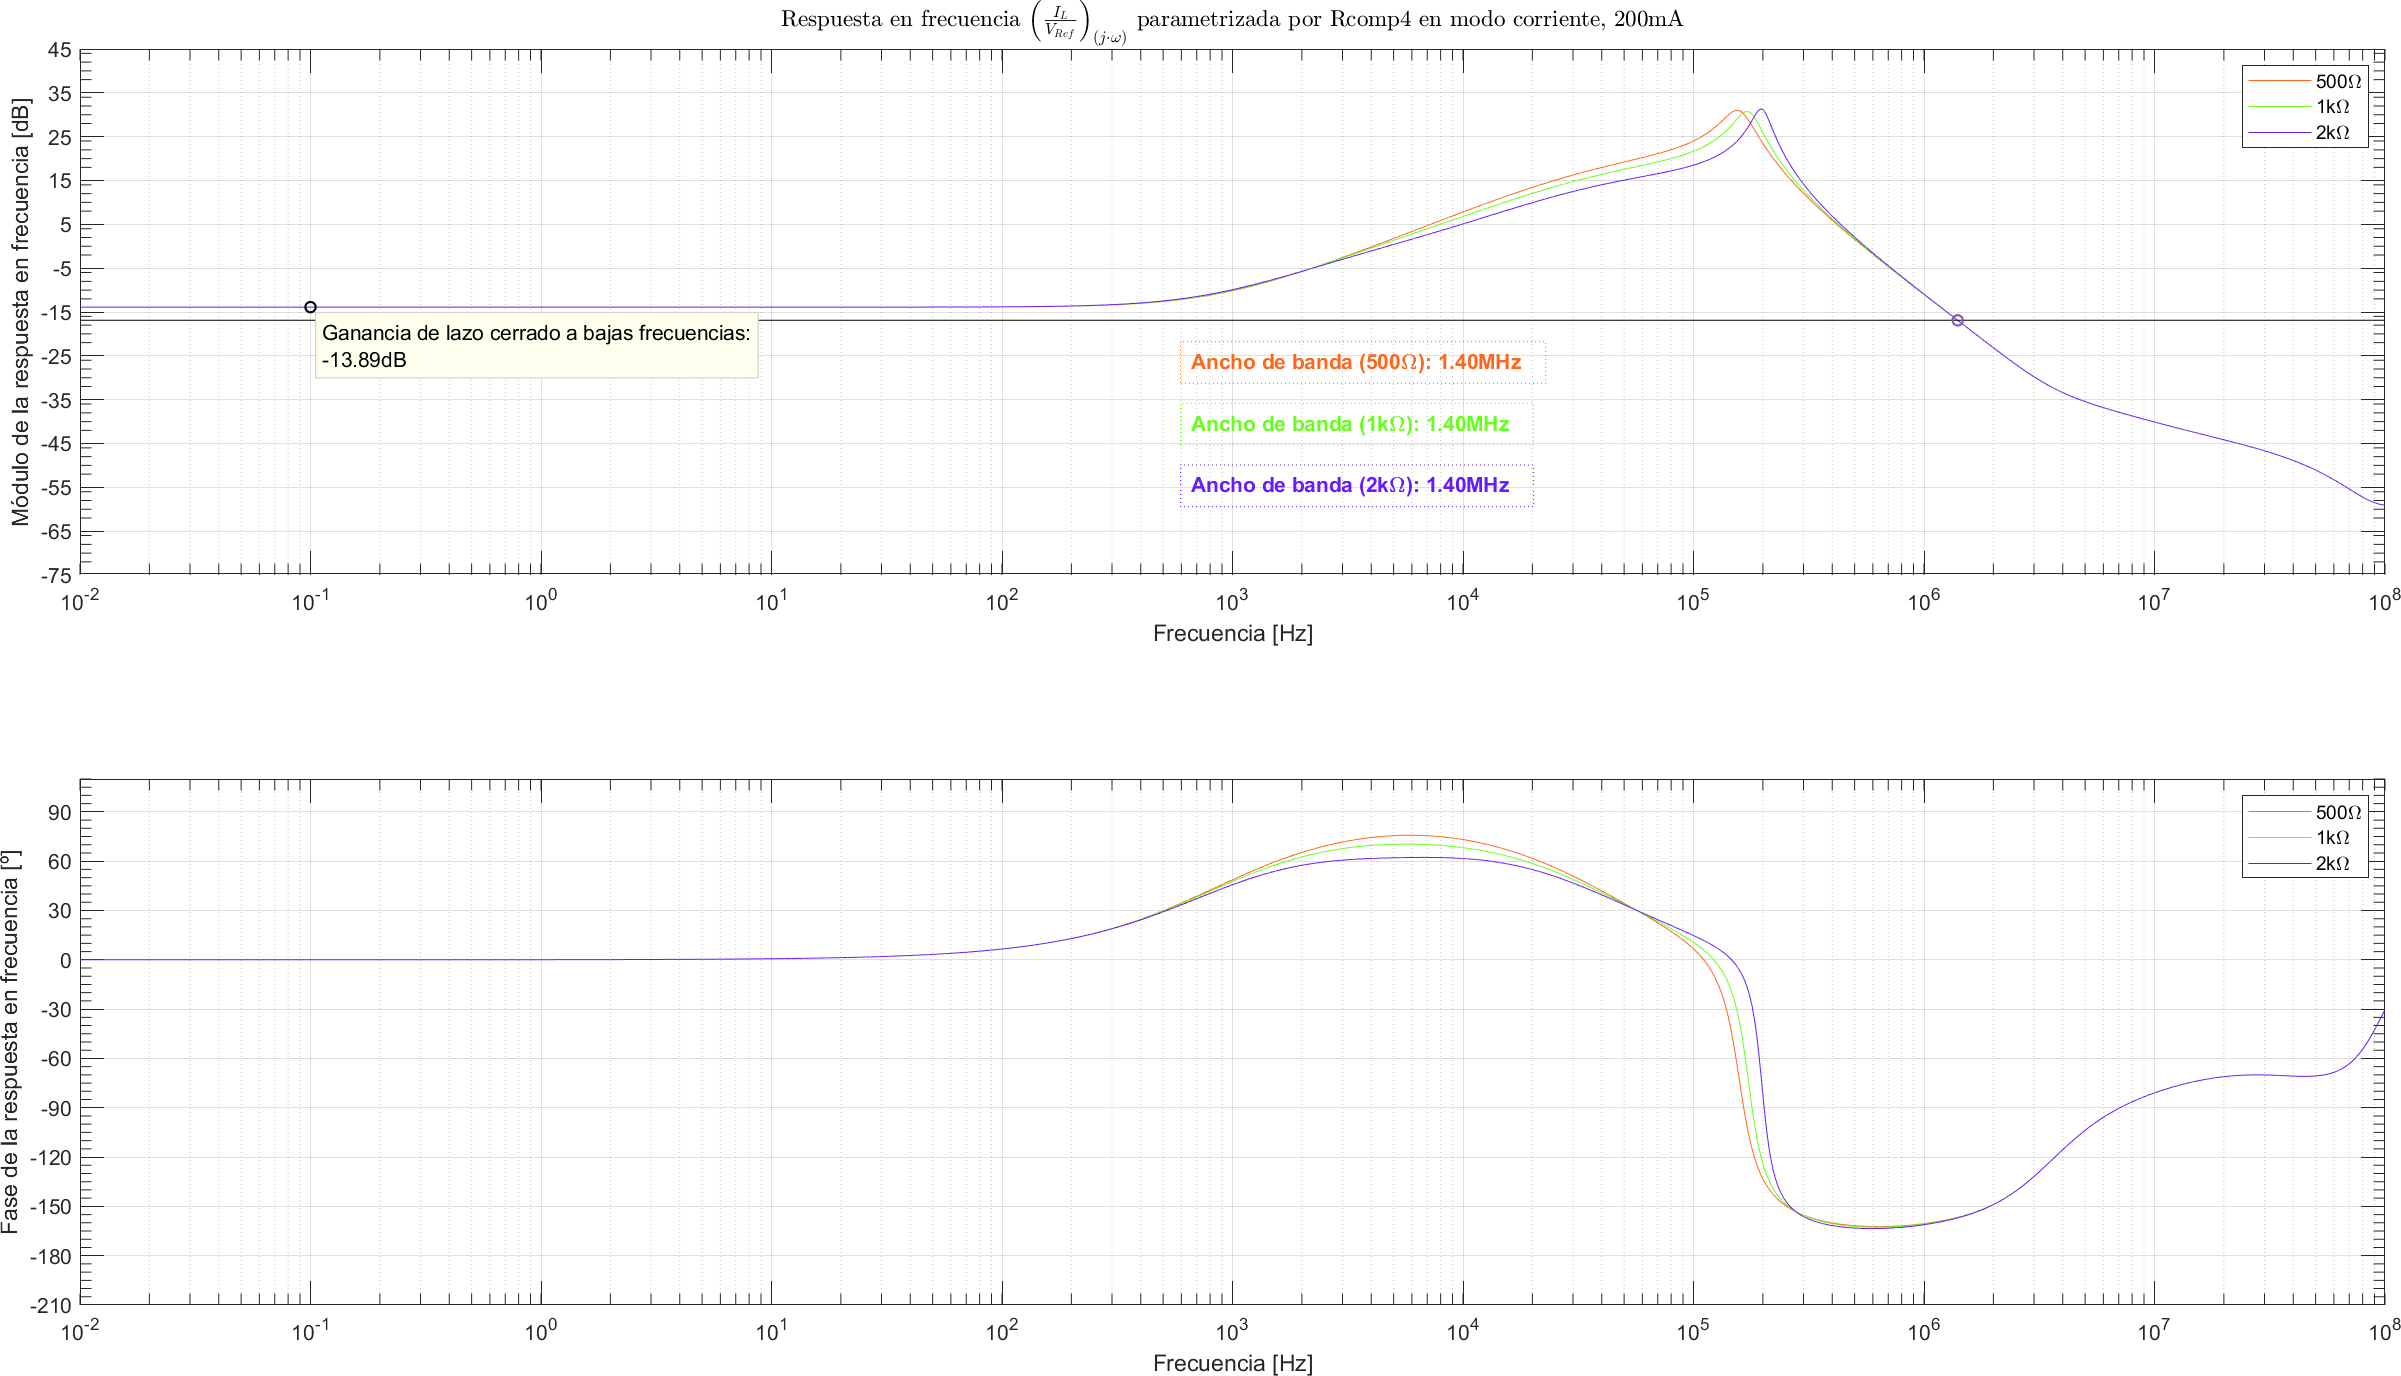 Respuesta en frecuencia (I_L / V_Ref)_(j·ω) parametrizada por Rcomp4 en modo corriente, 200mA
Módulo de la respuesta en frecuencia [dB]
45
35
25
15
5
-5
-15
-25
-35
-45
-55
-65
-75
500Ω
1kΩ
2kΩ
Ganancia de lazo cerrado a bajas frecuencias:
-13.89dB
Ancho de banda (500Ω): 1.40MHz
Ancho de banda (1kΩ): 1.40MHz
Ancho de banda (2kΩ): 1.40MHz
10^-2 10^-1 10^0 10^1 10^2 10^3 10^4 10^5 10^6 10^7 10^8
Frecuencia [Hz]
Fase de la respuesta en frecuencia [º]
90
60
30
0
-30
-60
-90
-120
-150
-180
-210
500Ω
1kΩ
2kΩ
10^-2 10^-1 10^0 10^1 10^2 10^3 10^4 10^5 10^6 10^7 10^8
Frecuencia [Hz]